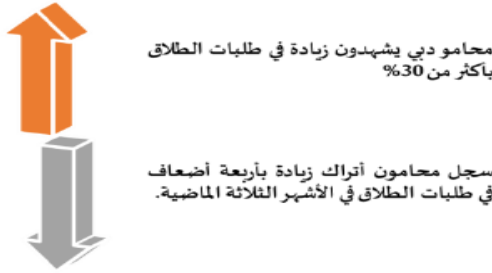 محامو دبي يشهدون زيادة في طلبات الطلاق
بأكثر من 30%
سجل محامون أتراك زيادة بأربعة أضعاف
في طلبات الطلاق في الأشهر الثلاثة الماضية.